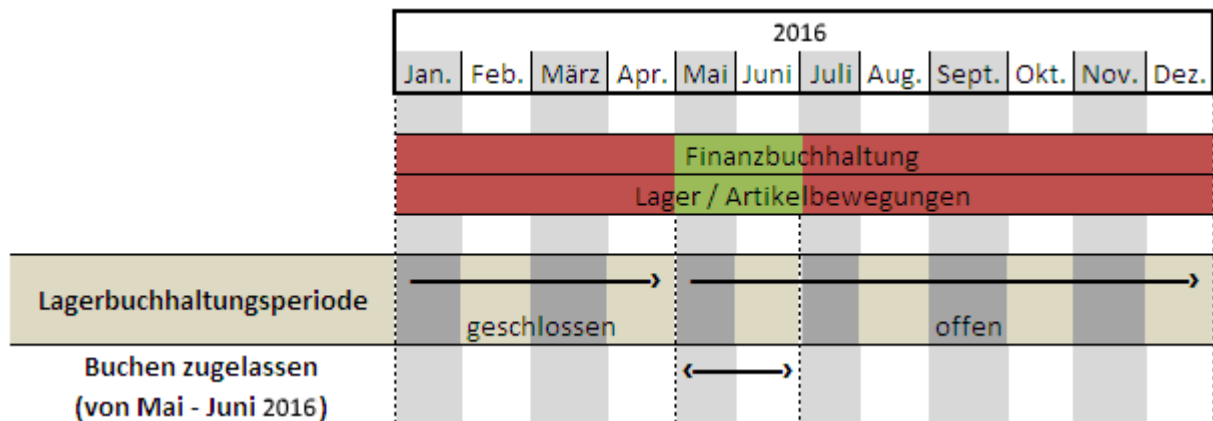 2016
Jan. Feb. März Apr. Mai Juni Juli Aug. Sept. Okt. Nov. Dez.
Finanzbuchhaltung
Lager / Artikelbewegungen
Lagerbuchhaltungsperiode
geschlossen offen
Buchen zugelassen
(von Mai - Juni 2016)